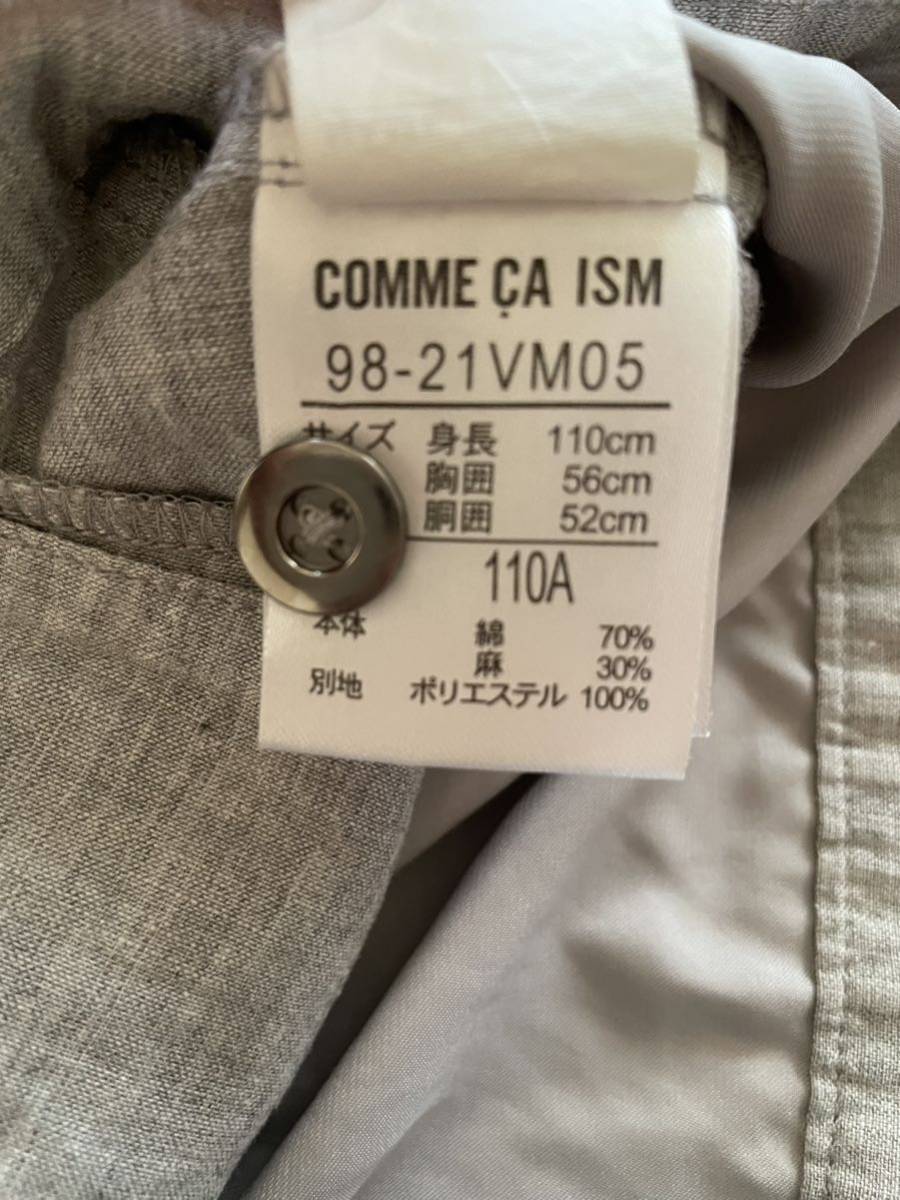 COMME ÇA ISM
98-21VM05
サイズ 身長 110cm
胸囲 56cm
胴囲 52cm
110A
本体 綿 70%
麻 30%
別地 ポリエステル 100%